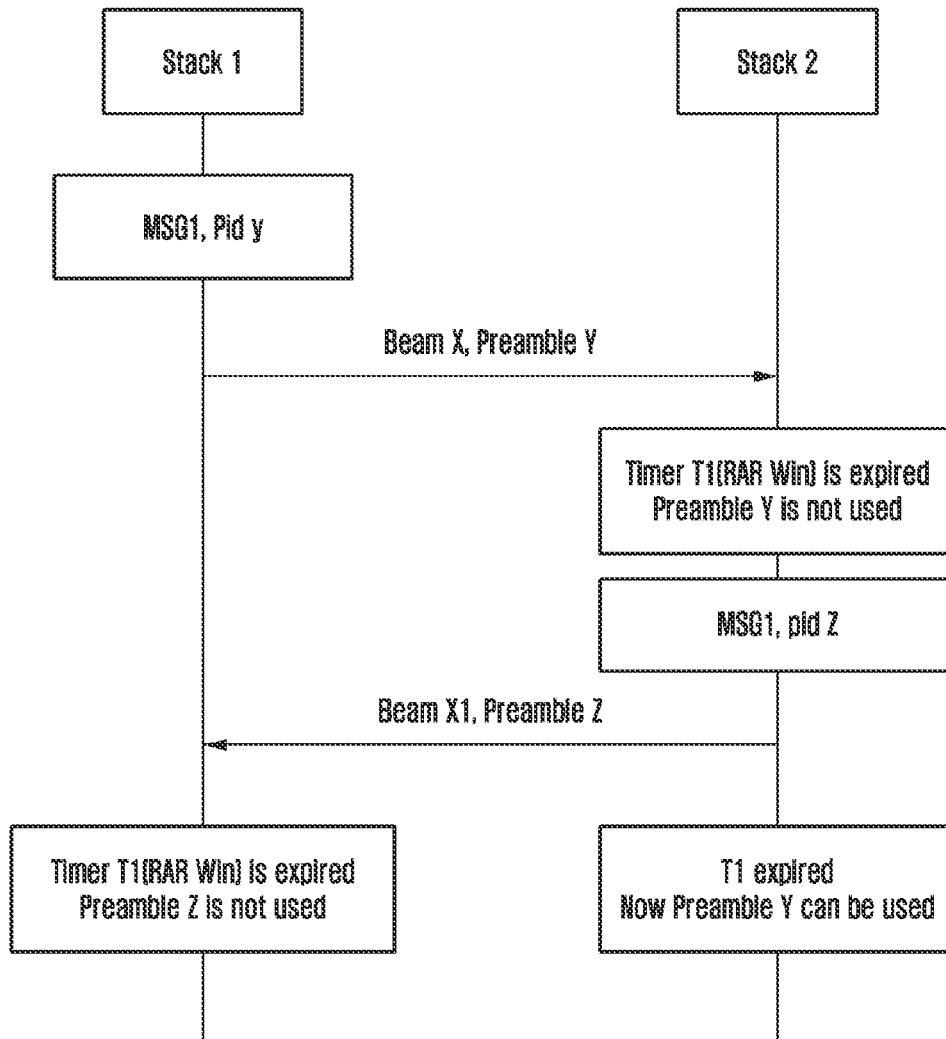 Stack 1
Stack 2
MSG1, Pid y
Beam X, Preamble Y
Timer T1(RAR Win) is expired
Preamble Y is not used
MSG1, pid Z
Beam X1, Preamble Z
Timer T1(RAR Win) is expired
Preamble Z is not used
T1 expired
Now Preamble Y can be used